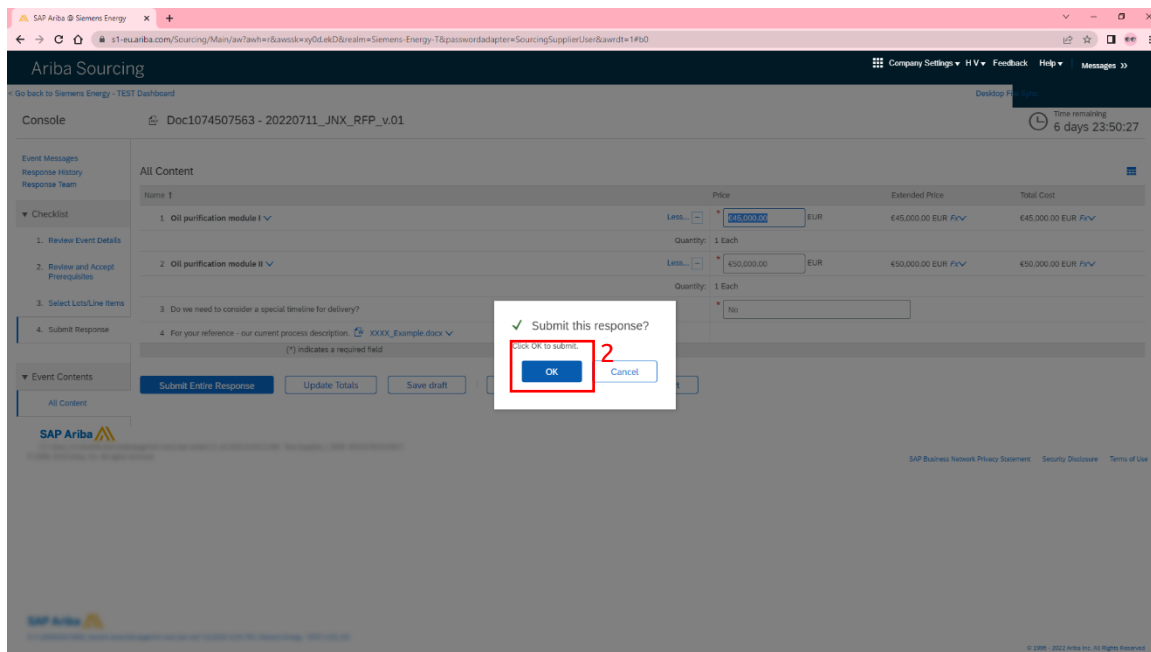 SAP Ariba @ Siemens Energy
s1-eu.ariba.com/Sourcing/Main/aw?awh=r&awssk=xy0d.ekD&realm=Siemens-Energy-T&passwordadapter=SourcingSupplierUser&awrdt=1#b0
Ariba Sourcing
Company Settings H V Feedback Help Messages >>
< Go back to Siemens Energy - TEST Dashboard
Console
Doc1074507563 - 20220711_JNX_RFP_v.01
Time remaining
6 days 23:50:27
Event Messages
Response History
Response Team
All Content
Name ↑ Price Extended Price Total Cost
▼ Checklist
1 Oil purification module I Less... − * €45,000.00 EUR €45,000.00 EUR Fx €45,000.00 EUR Fx
1. Review Event Details
Quantity: 1 Each
2. Review and Accept Prerequisites
2 Oil purification module II Less... − * €50,000.00 EUR €50,000.00 EUR Fx €50,000.00 EUR Fx
Quantity: 1 Each
3. Select Lots/Line Items
3 Do we need to consider a special timeline for delivery? * No
4. Submit Response
4 For your reference - our current process description. XXXX_Example.docx
(*) indicates a required field
✓ Submit this response?
Click OK to submit.
2
OK Cancel
▼ Event Contents
Submit Entire Response Update Totals Save draft
All Content
SAP Ariba
SAP Business Network Privacy Statement Security Disclosure Terms of Use
SAP Ariba
© 1996 - 2022 Ariba Inc. All Rights Reserved